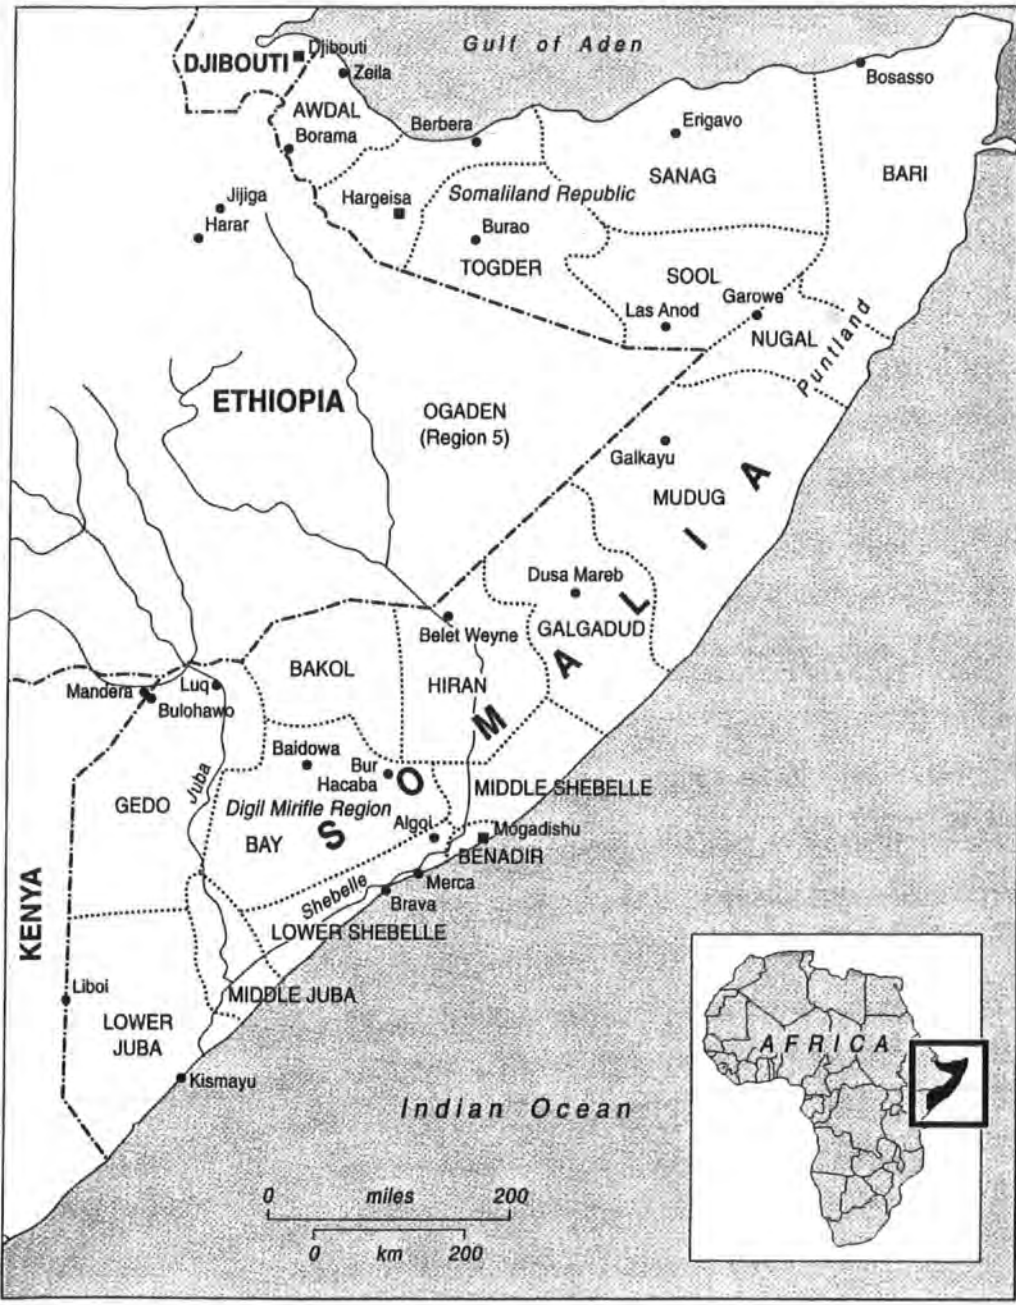 Gulf of Aden
DJIBOUTI
Djibouti
Zeila
Bosasso
AWDAL
Borama
Berbera
Erigavo
SANAG
BARI
Jijiga
Harar
Hargeisa
Somaliland Republic
Burao
TOGDER
SOOL
Las Anod
Garowe
NUGAL
Puntland
ETHIOPIA
OGADEN
(Region 5)
Galkayu
MUDUG
SOMALIA
Dusa Mareb
GALGADUD
Belet Weyne
HIRAN
BAKOL
Mandera
Luq
Bulohawo
Baidowa
Bur
Hacaba
Juba
GEDO
Digil Mirifle Region
BAY
MIDDLE SHEBELLE
Algoi
Mogadishu
BENADIR
Merca
Shebelle
Brava
LOWER SHEBELLE
KENYA
Liboi
MIDDLE JUBA
LOWER
JUBA
Kismayu
AFRICA
Indian Ocean
0 miles 200
0 km 200